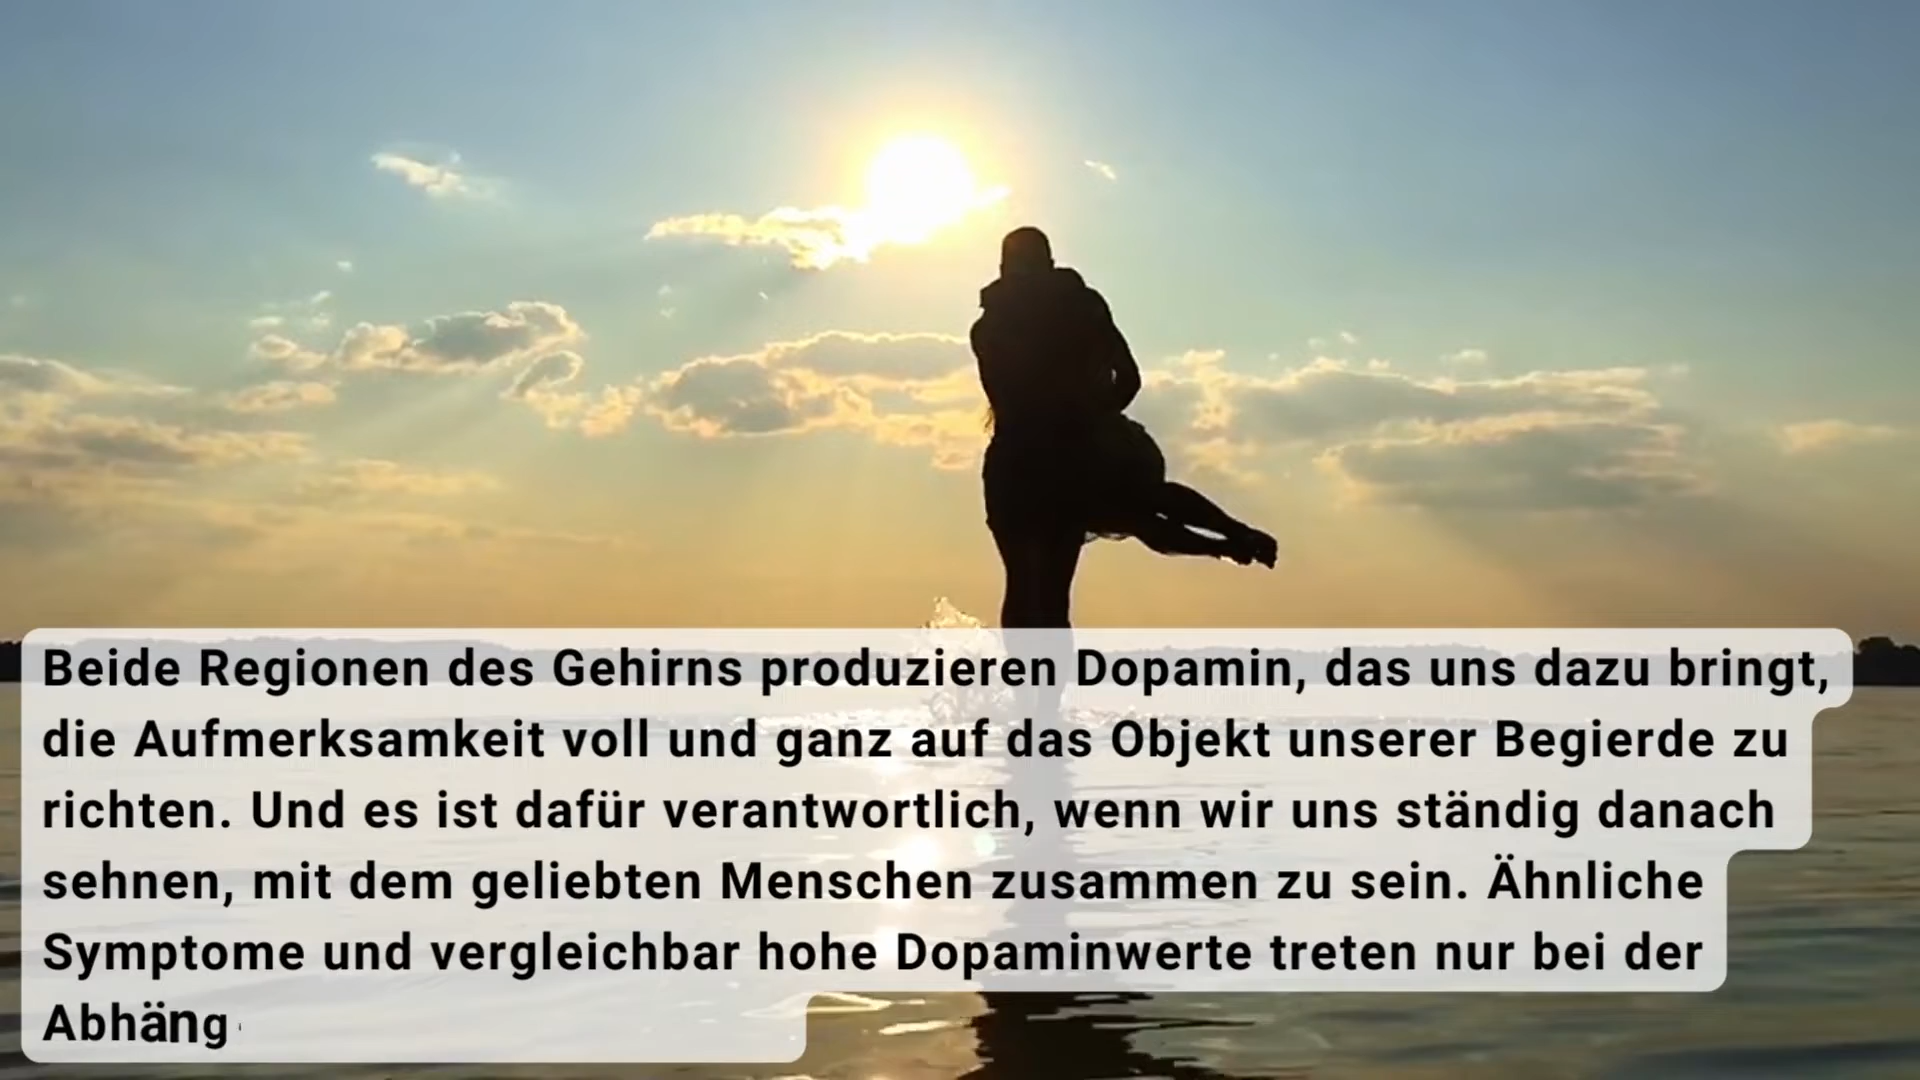 Beide Regionen des Gehirns produzieren Dopamin, das uns dazu bringt,
die Aufmerksamkeit voll und ganz auf das Objekt unserer Begierde zu
richten. Und es ist dafür verantwortlich, wenn wir uns ständig danach
sehnen, mit dem geliebten Menschen zusammen zu sein. Ähnliche
Symptome und vergleichbar hohe Dopaminwerte treten nur bei der
Abhäng